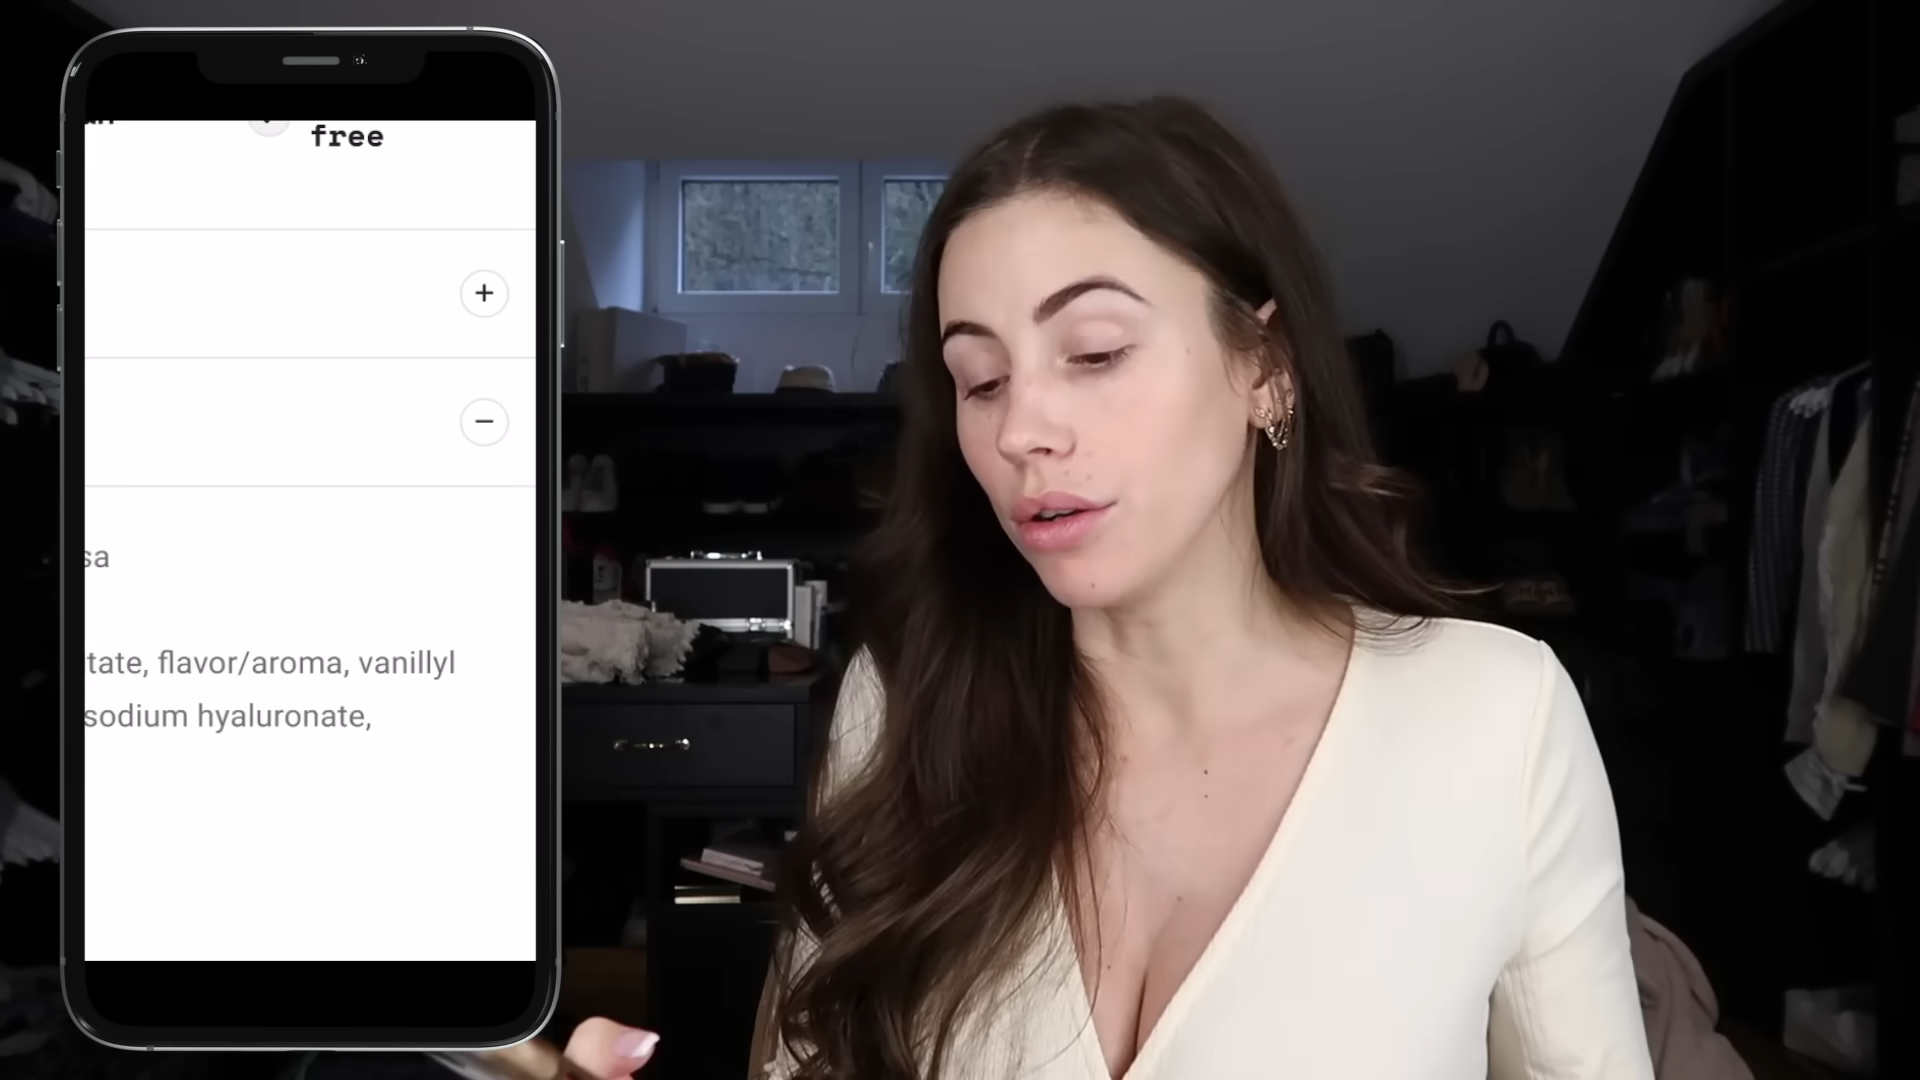 free
sa
tate, flavor/aroma, vanillyl
sodium hyaluronate,